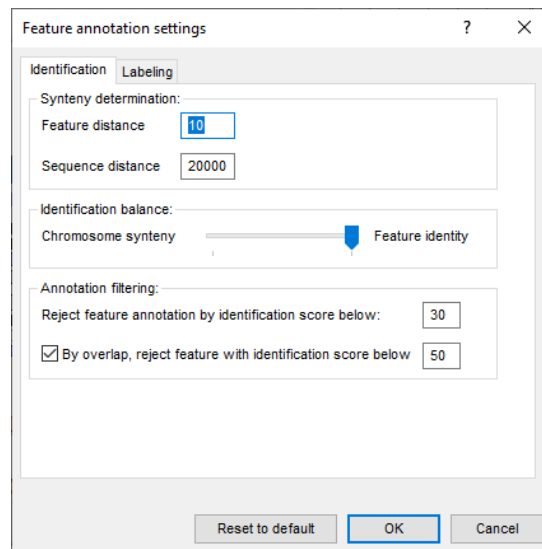 Feature annotation settings ?
Identification Labeling
Synteny determination:
Feature distance 10
Sequence distance 20000
Identification balance:
Chromosome synteny Feature identity
Annotation filtering:
Reject feature annotation by identification score below: 30
By overlap, reject feature with identification score below 50
Reset to default OK Cancel